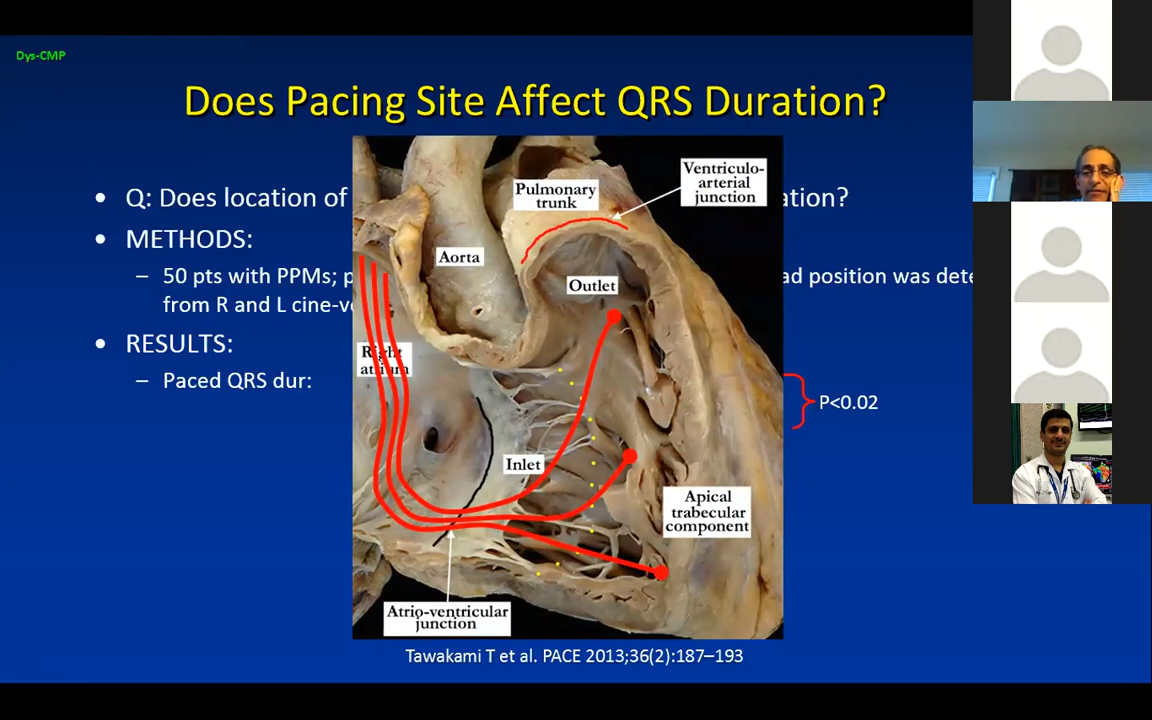 Dys-CMP
Does Pacing Site Affect QRS Duration?
• Q: Does location of
ation?
• METHODS:
– 50 pts with PPMs; p
ad position was dete
from R and L cine-v
• RESULTS:
– Paced QRS dur:
P<0.02
Pulmonary
trunk
Ventriculo-
arterial
junction
Aorta
Outlet
Right
atrium
Inlet
Apical
trabecular
component
Atrio-ventricular
junction
Tawakami T et al. PACE 2013;36(2):187–193